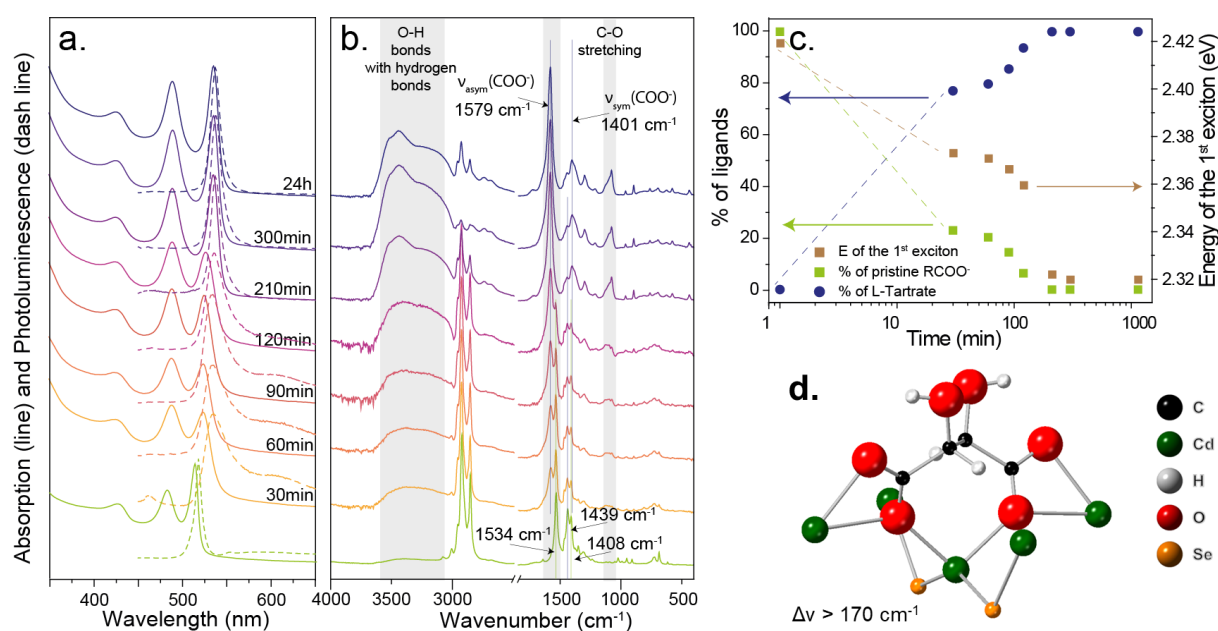 a.
Absorption (line) and Photoluminescence (dash line)
24h
300min
210min
120min
90min
60min
30min
400 500 600
Wavelength (nm)
b.
O-H
bonds
with hydrogen
bonds
C-O
stretching
νasym(COO⁻)
1579 cm⁻¹
νsym(COO⁻)
1401 cm⁻¹
1439 cm⁻¹
1534 cm⁻¹
1408 cm⁻¹
4000 3500 3000 1500 1000 500
Wavenumber (cm⁻¹)
c.
% of ligands
100
80
60
40
20
0
E of the 1st exciton
% of pristine RCOO⁻
% of L-Tartrate
1 10 100 1000
Time (min)
2.42
2.40
2.38
2.36
2.34
2.32
Energy of the 1st exciton (eV)
d.
C
Cd
H
O
Se
Δν > 170 cm⁻¹